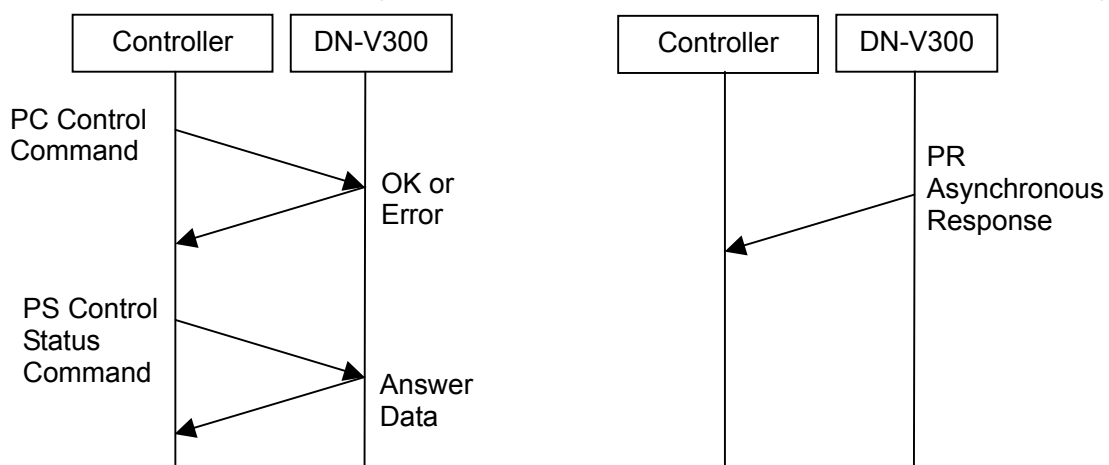 Controller
DN-V300
PC Control
Command
OK or
Error
PS Control
Status
Command
Answer
Data
Controller
DN-V300
PR
Asynchronous
Response